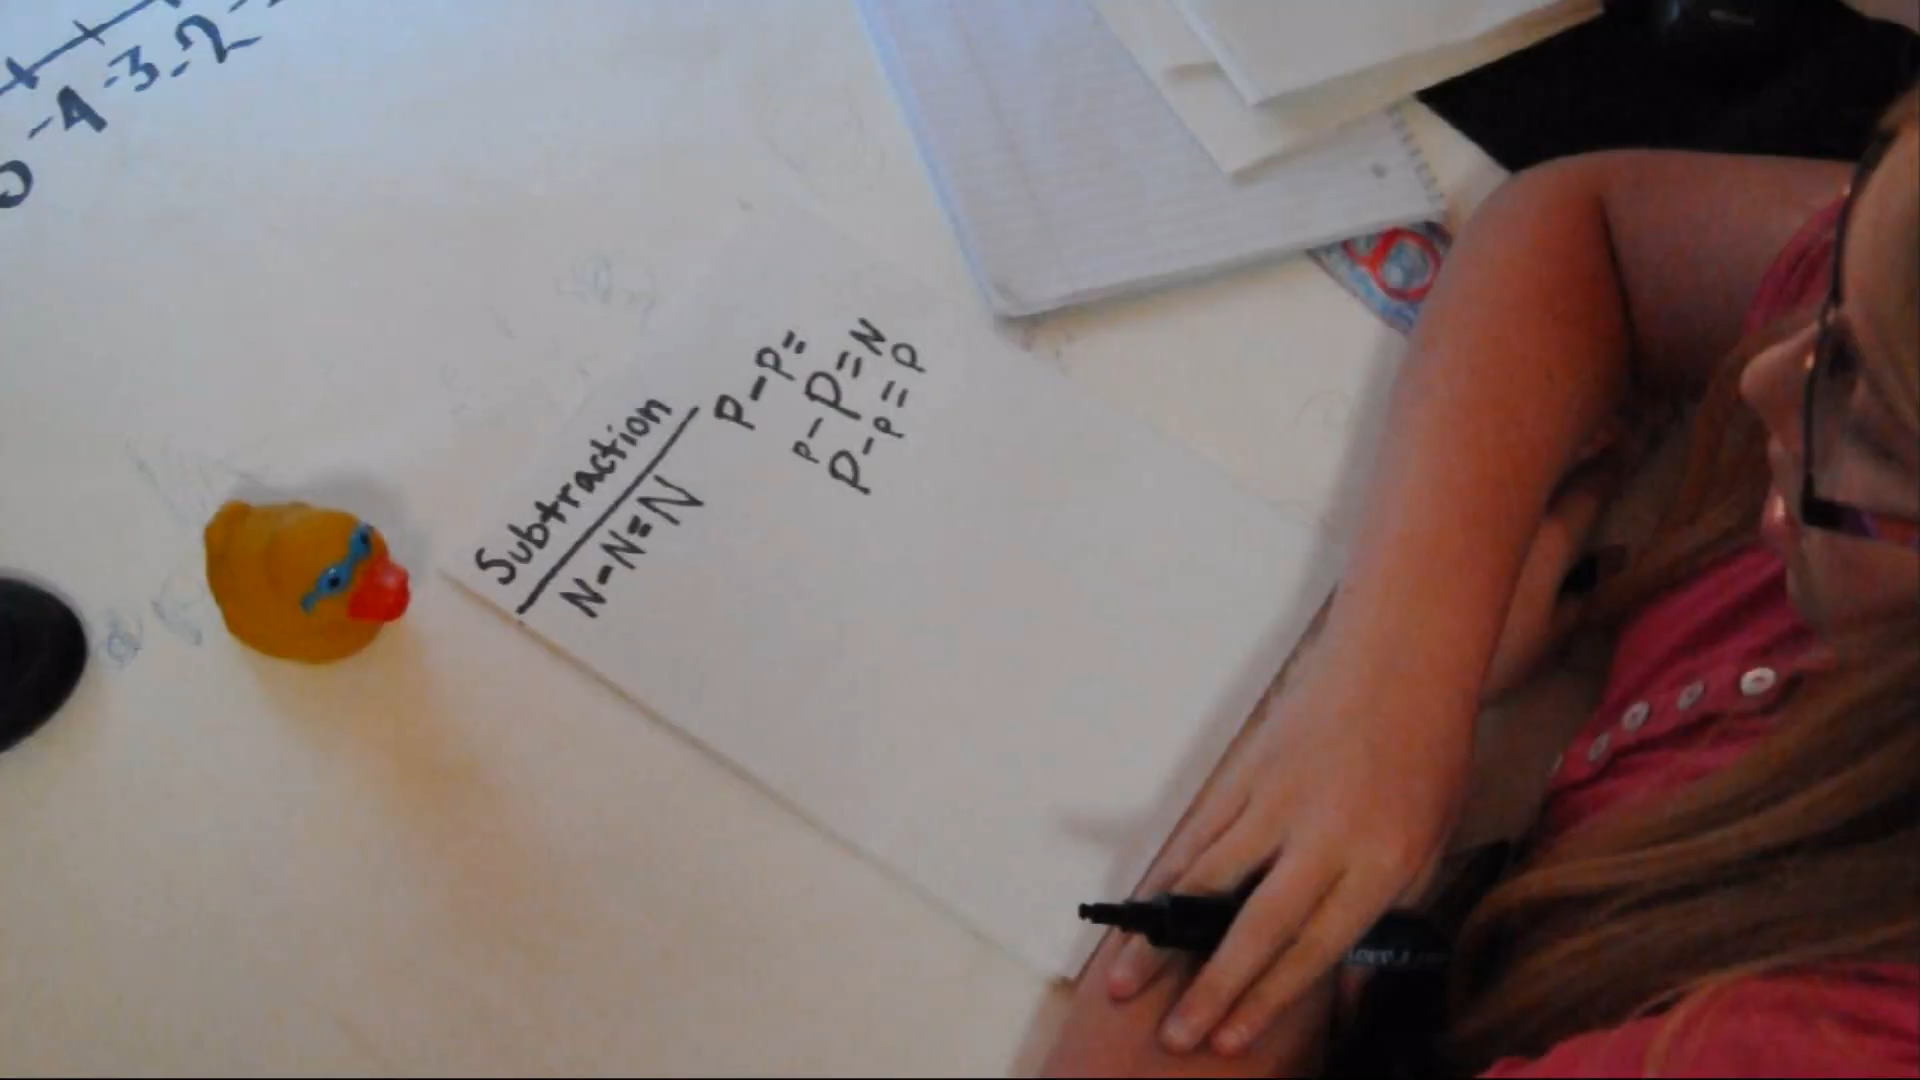 -4 -3 -2
Subtraction
N-N=N
P-P=
P-P=N
P-P=P